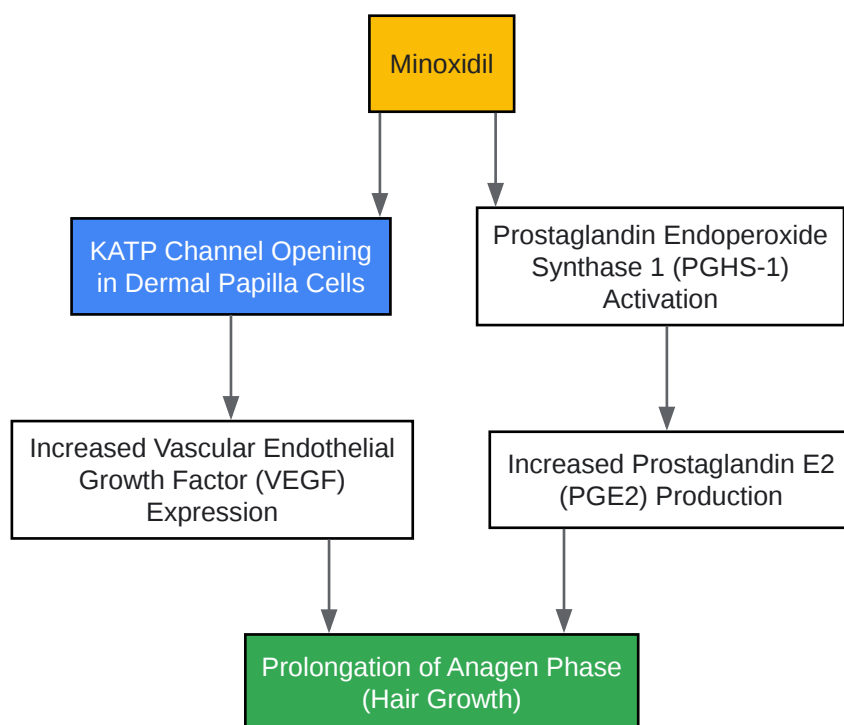 Minoxidil
KATP Channel Opening
in Dermal Papilla Cells
Prostaglandin Endoperoxide
Synthase 1 (PGHS-1)
Activation
Increased Vascular Endothelial
Growth Factor (VEGF)
Expression
Increased Prostaglandin E2
(PGE2) Production
Prolongation of Anagen Phase
(Hair Growth)